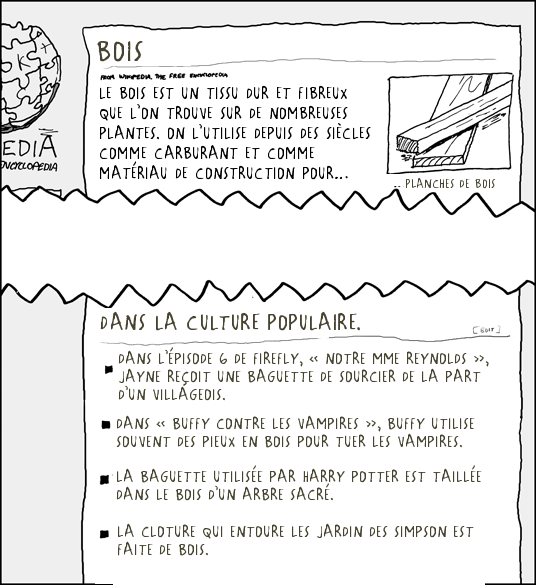 BOIS
FROM WIKIPEDIA, THE FREE ENCYCLOPEDIA
LE BOIS EST UN TISSU DUR ET FIBREUX
QUE L'ON TROUVE SUR DE NOMBREUSES
PLANTES. ON L'UTILISE DEPUIS DES SIÈCLES
COMME CARBURANT ET COMME
MATÉRIAU DE CONSTRUCTION POUR...
EDIA
ENCYCLOPEDIA
PLANCHES DE BOIS
DANS LA CULTURE POPULAIRE.
[EDIT]
DANS L'ÉPISODE 6 DE FIREFLY, « NOTRE MME REYNOLDS »,
JAYNE REÇOIT UNE BAGUETTE DE SOURCIER DE LA PART
D'UN VILLAGEOIS.
DANS « BUFFY CONTRE LES VAMPIRES », BUFFY UTILISE
SOUVENT DES PIEUX EN BOIS POUR TUER LES VAMPIRES.
LA BAGUETTE UTILISÉE PAR HARRY POTTER EST TAILLÉE
DANS LE BOIS D'UN ARBRE SACRÉ.
LA CLOTURE QUI ENTOURE LES JARDIN DES SIMPSON EST
FAITE DE BOIS.